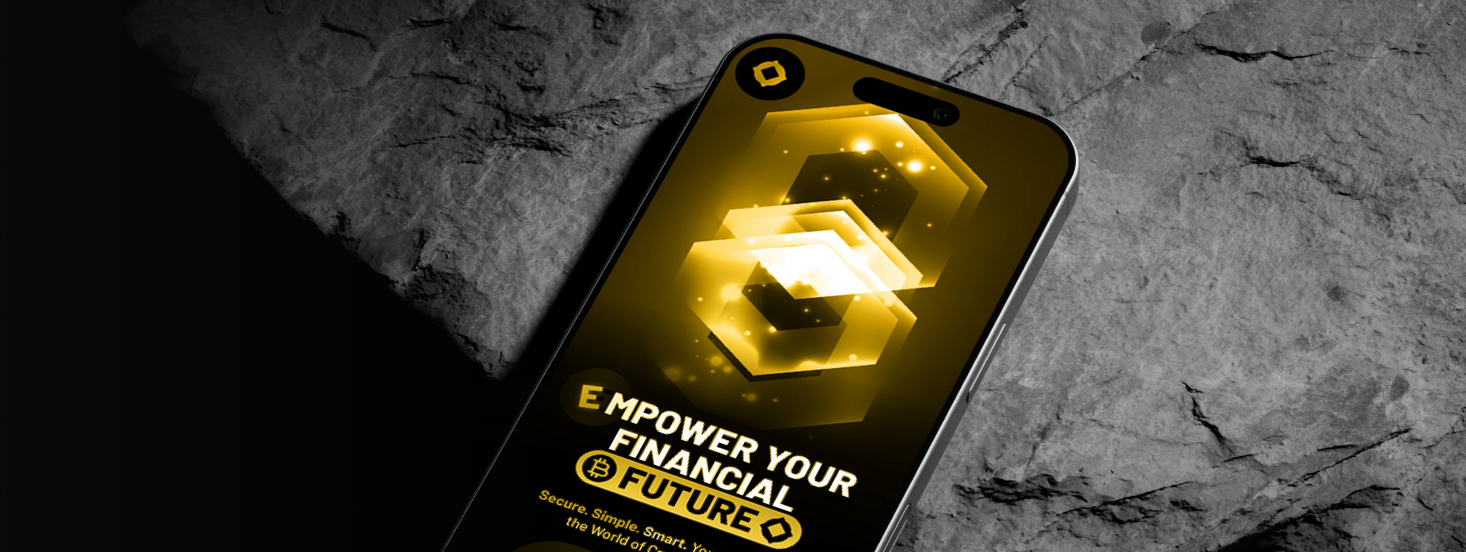 EMPOWER YOUR
FINANCIAL
FUTURE
Secure. Simple. Smart.
the World of